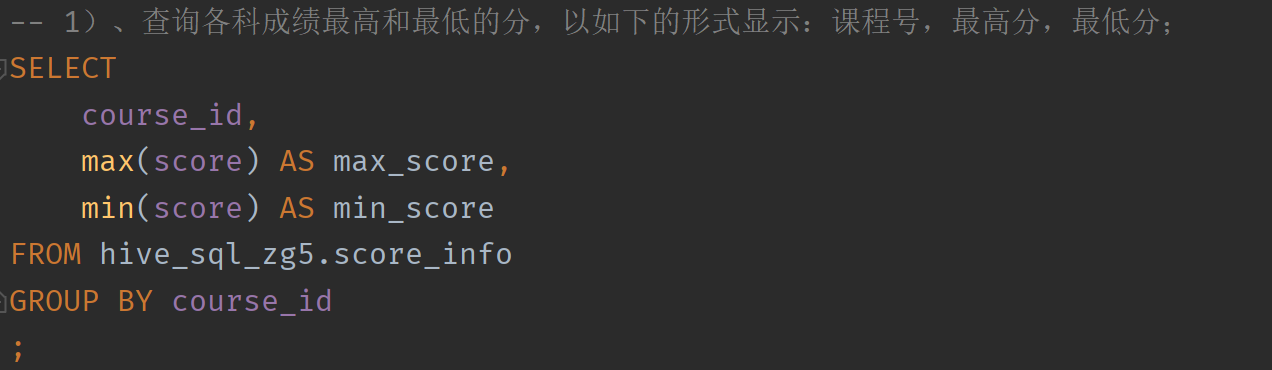 -- 1）、查询各科成绩最高和最低的分，以如下的形式显示：课程号，最高分，最低分；
SELECT
    course_id,
    max(score) AS max_score,
    min(score) AS min_score
FROM hive_sql_zg5.score_info
GROUP BY course_id
;